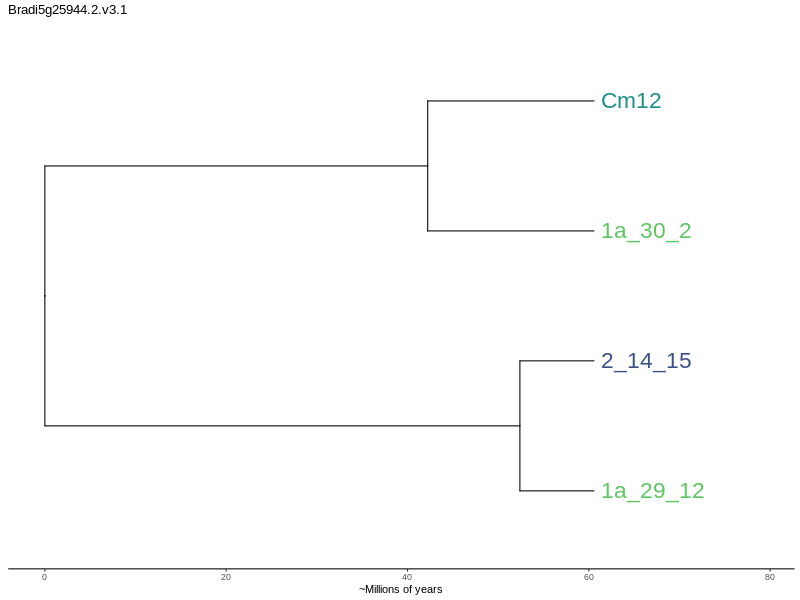 Bradi5g25944.2.v3.1
Cm12
1a_30_2
2_14_15
1a_29_12
0 20 40 60 80
~Millions of years